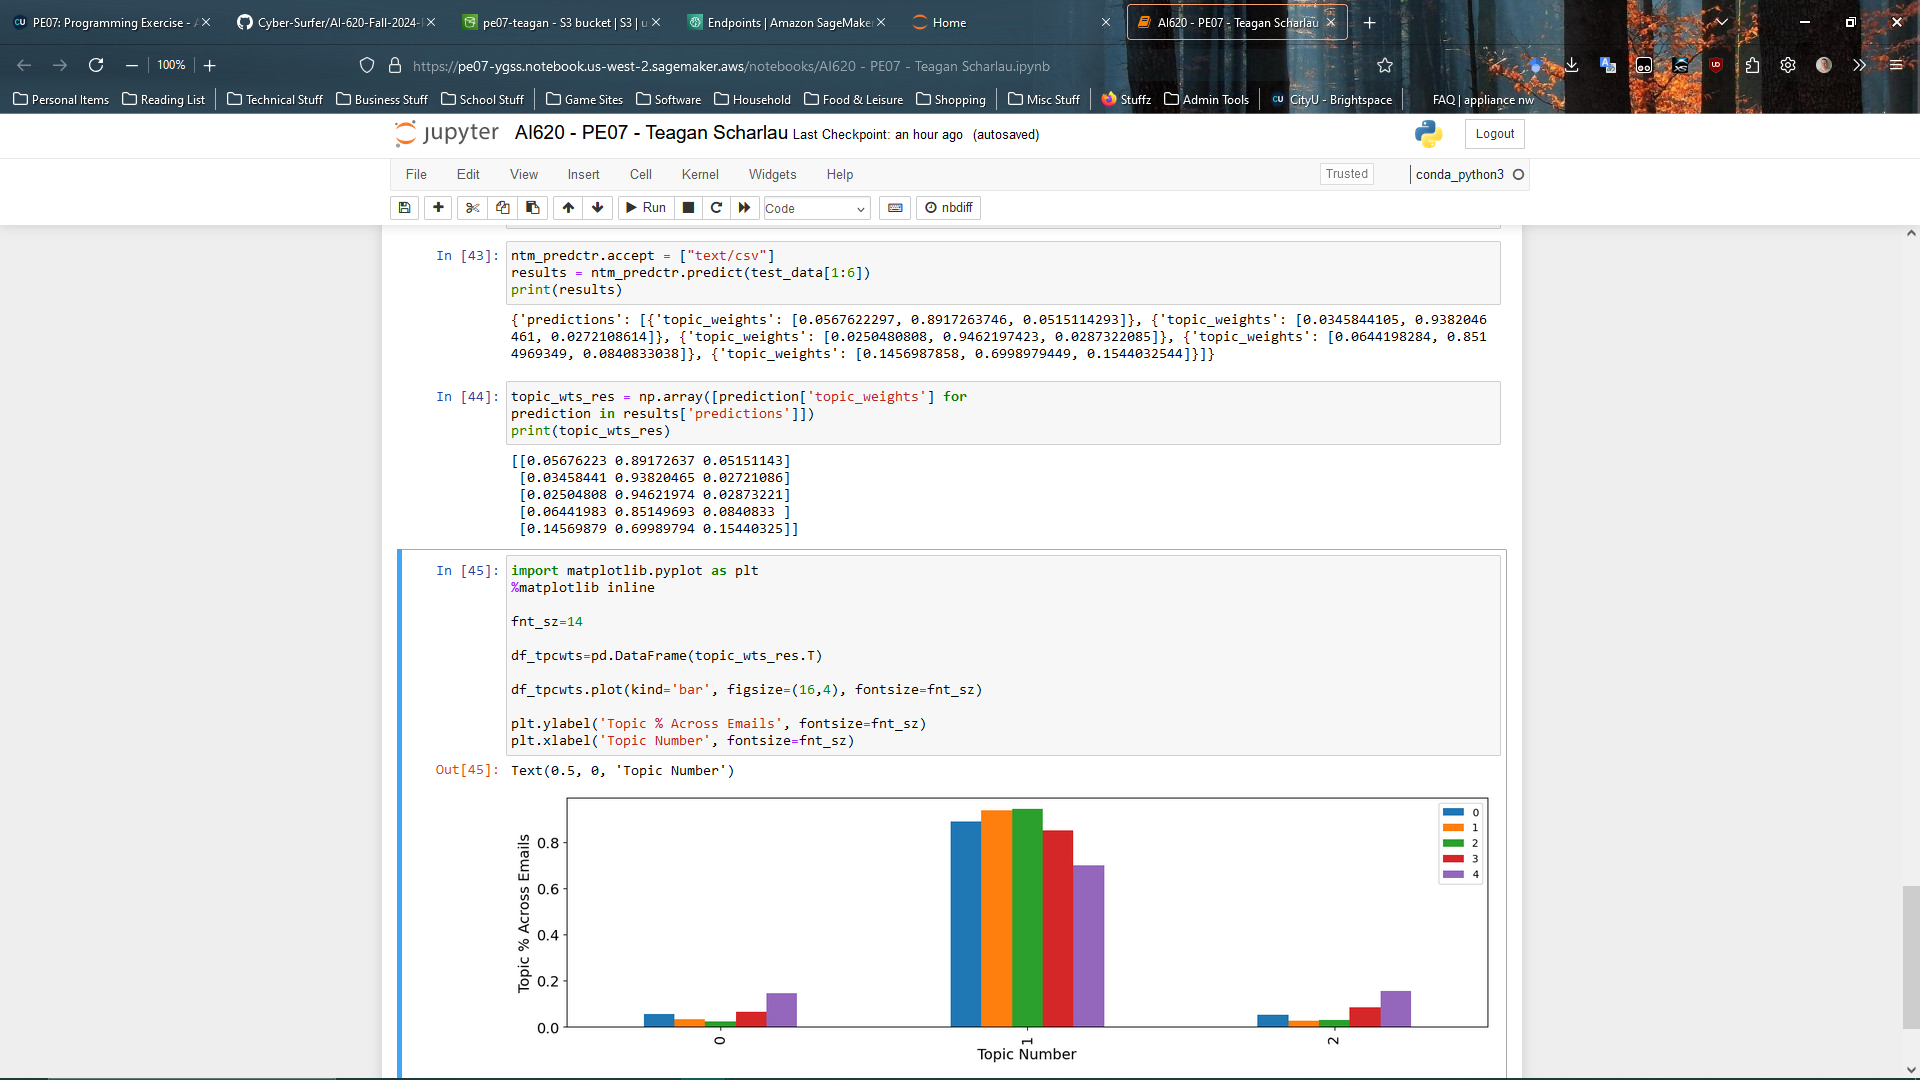 PE07: Programming Exercise - A
Cyber-Surfer/AI-620-Fall-2024-
pe07-teagan - S3 bucket | S3 | u
Endpoints | Amazon SageMake
Home
AI620 - PE07 - Teagan Scharlau
100%
https://pe07-ygss.notebook.us-west-2.sagemaker.aws/notebooks/AI620 - PE07 - Teagan Scharlau.ipynb
Personal Items
Reading List
Technical Stuff
Business Stuff
School Stuff
Game Sites
Software
Household
Food & Leisure
Shopping
Misc Stuff
Stuffz
Admin Tools
CityU - Brightspace
FAQ | appliance nw
jupyter AI620 - PE07 - Teagan Scharlau Last Checkpoint: an hour ago (autosaved)
Logout
File Edit View Insert Cell Kernel Widgets Help
Trusted
conda_python3
Run
Code
nbdiff
In [43]: ntm_predctr.accept = ["text/csv"]
results = ntm_predctr.predict(test_data[1:6])
print(results)
{'predictions': [{'topic_weights': [0.0567622297, 0.8917263746, 0.0515114293]}, {'topic_weights': [0.0345844105, 0.9382046
461, 0.0272108614]}, {'topic_weights': [0.0250480808, 0.9462197423, 0.0287322085]}, {'topic_weights': [0.0644198284, 0.851
4969349, 0.0840833038]}, {'topic_weights': [0.1456987858, 0.6998979449, 0.1544032544]}]}
In [44]: topic_wts_res = np.array([prediction['topic_weights'] for
prediction in results['predictions']])
print(topic_wts_res)
[[0.05676223 0.89172637 0.05151143]
[0.03458441 0.93820465 0.02721086]
[0.02504808 0.94621974 0.02873221]
[0.06441983 0.85149693 0.0840833 ]
[0.14569879 0.69989794 0.15440325]]
In [45]: import matplotlib.pyplot as plt
%matplotlib inline
fnt_sz=14
df_tpcwts=pd.DataFrame(topic_wts_res.T)
df_tpcwts.plot(kind='bar', figsize=(16,4), fontsize=fnt_sz)
plt.ylabel('Topic % Across Emails', fontsize=fnt_sz)
plt.xlabel('Topic Number', fontsize=fnt_sz)
Out[45]: Text(0.5, 0, 'Topic Number')
Topic % Across Emails
0.8
0.6
0.4
0.2
0.0
0
1
2
3
4
0 1 2
Topic Number